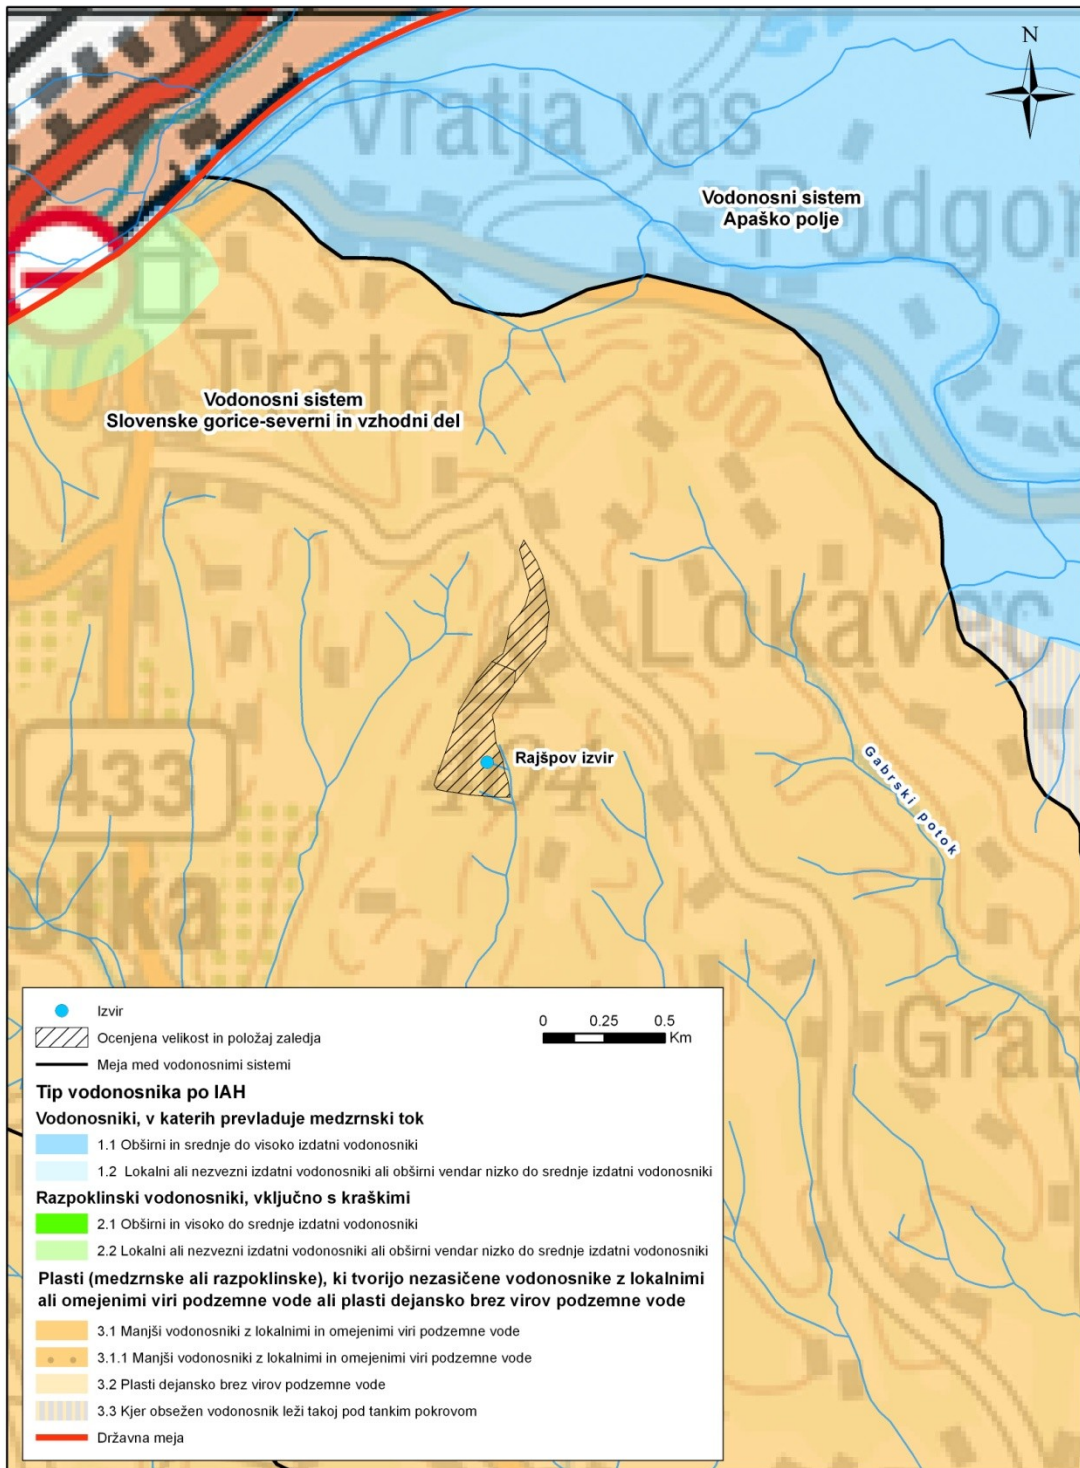 N
Vratja vas
Vodonosni sistem
Apaško polje
Podgor
Trate
300
Vodonosni sistem
Slovenske gorice-severni in vzhodni del
Lokavec
Rajšpov izvir
433
Gabrski potok
elka
Grab
Izvir
Ocenjena velikost in položaj zaledja
0 0.25 0.5
Km
Meja med vodonosnimi sistemi
Tip vodonosnika po IAH
Vodonosniki, v katerih prevladuje medzrnski tok
1.1 Obširni in srednje do visoko izdatni vodonosniki
1.2 Lokalni ali nezvezni izdatni vodonosniki ali obširni vendar nizko do srednje izdatni vodonosniki
Razpoklinski vodonosniki, vključno s kraškimi
2.1 Obširni in visoko do srednje izdatni vodonosniki
2.2 Lokalni ali nezvezni izdatni vodonosniki ali obširni vendar nizko do srednje izdatni vodonosniki
Plasti (medzrnske ali razpoklinske), ki tvorijo nezasičene vodonosnike z lokalnimi
ali omejenimi viri podzemne vode ali plasti dejansko brez virov podzemne vode
3.1 Manjši vodonosniki z lokalnimi in omejenimi viri podzemne vode
3.1.1 Manjši vodonosniki z lokalnimi in omejenimi viri podzemne vode
3.2 Plasti dejansko brez virov podzemne vode
3.3 Kjer obsežen vodonosnik leži takoj pod tankim pokrovom
Državna meja